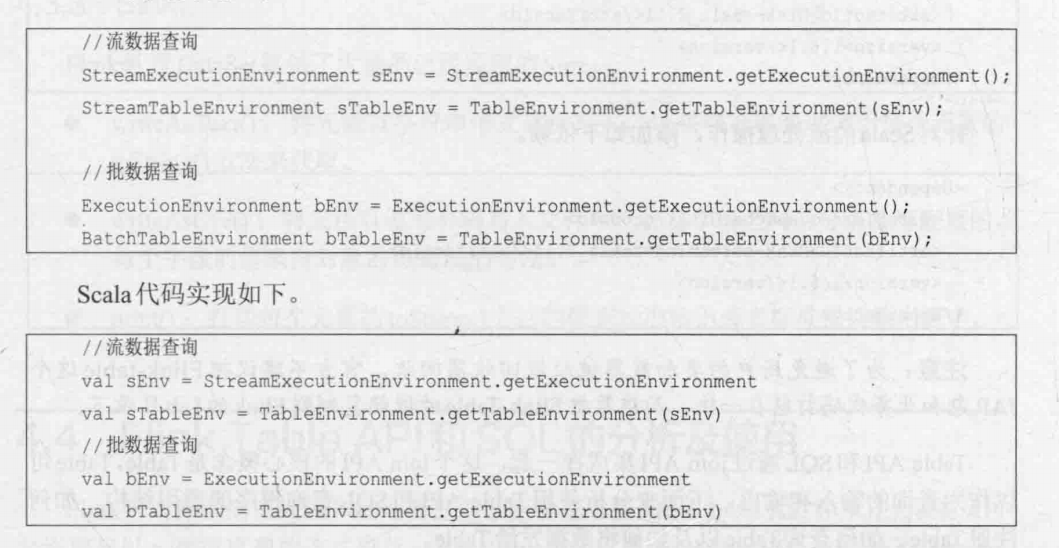 //流数据查询
StreamExecutionEnvironment sEnv = StreamExecutionEnvironment.getExecutionEnvironment();
StreamTableEnvironment sTableEnv = TableEnvironment.getTableEnvironment(sEnv);
//批数据查询
ExecutionEnvironment bEnv = ExecutionEnvironment.getExecutionEnvironment();
BatchTableEnvironment bTableEnv = TableEnvironment.getTableEnvironment(bEnv);
Scala代码实现如下。
//流数据查询
val sEnv = StreamExecutionEnvironment.getExecutionEnvironment
val sTableEnv = TableEnvironment.getTableEnvironment(sEnv)
//批数据查询
val bEnv = ExecutionEnvironment.getExecutionEnvironment
val bTableEnv = TableEnvironment.getTableEnvironment(bEnv)